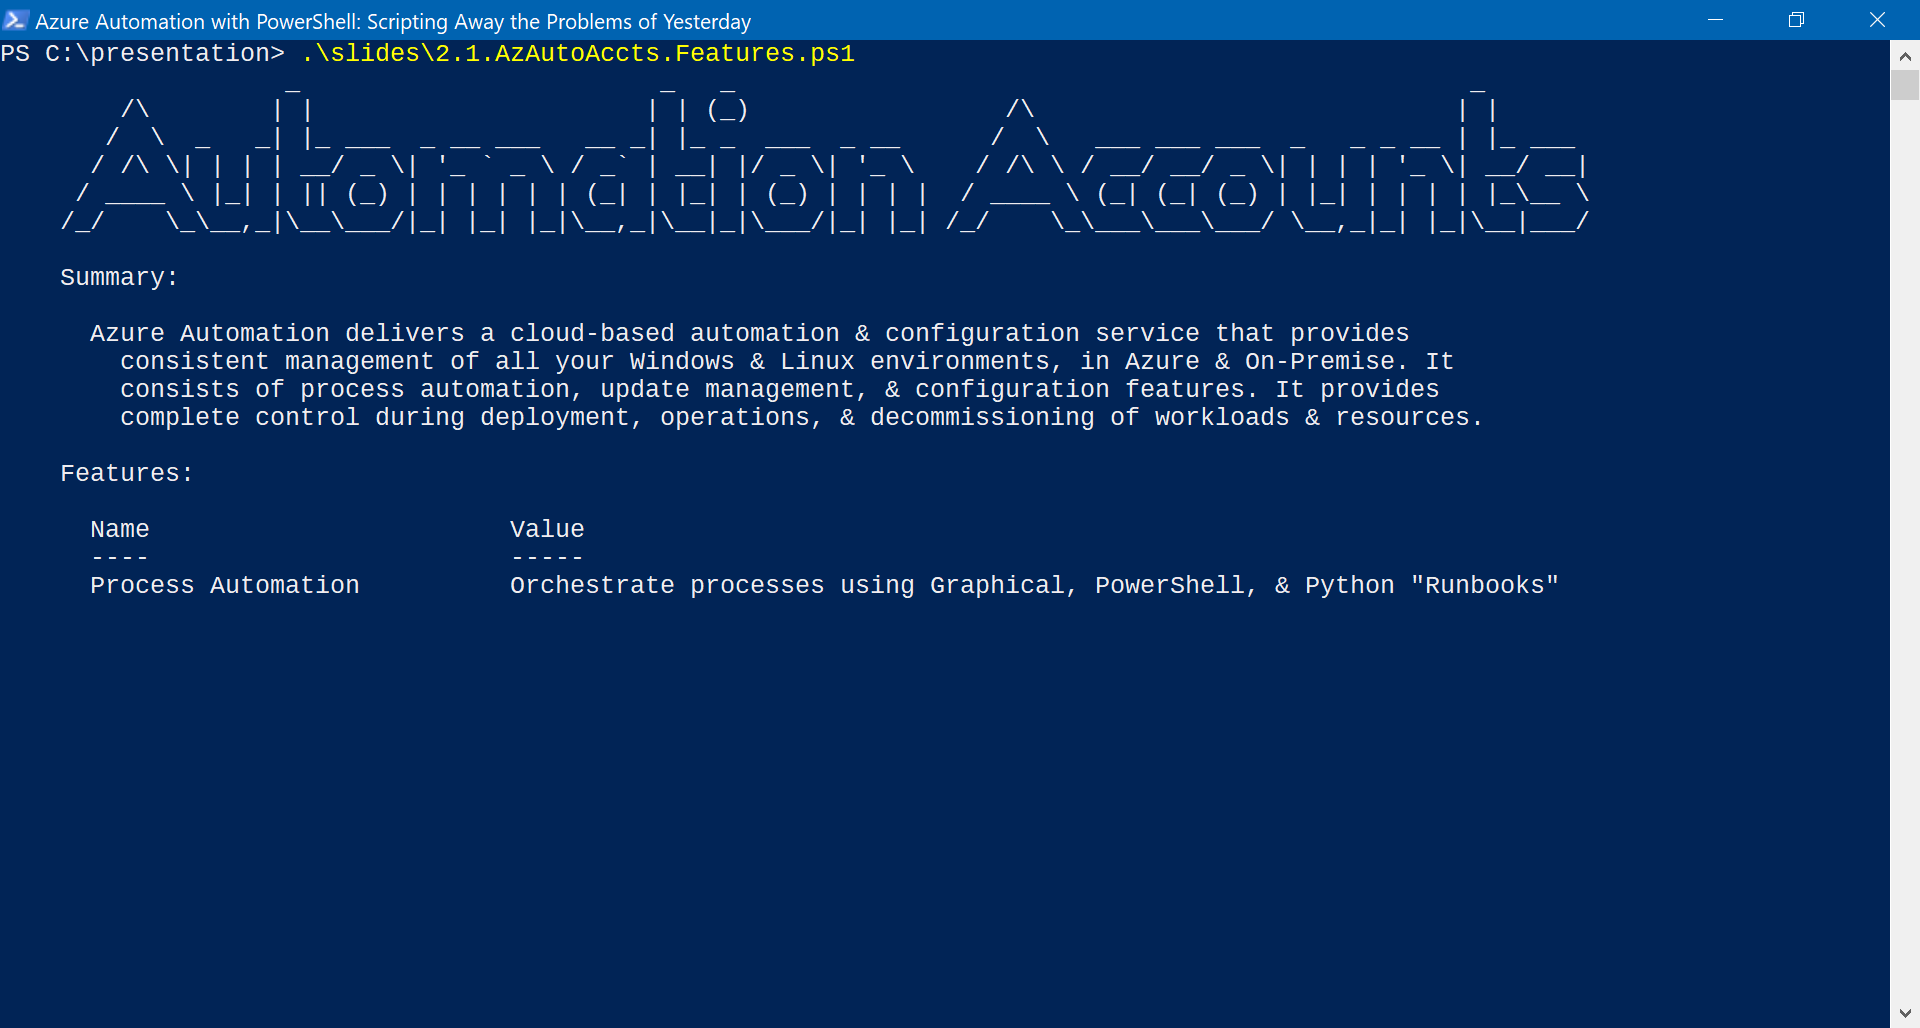 Azure Automation with PowerShell: Scripting Away the Problems of Yesterday
PS C:\presentation> .\slides\2.1.AzAutoAccts.Features.ps1
Automation Accounts
Summary:
Azure Automation delivers a cloud-based automation & configuration service that provides
consistent management of all your Windows & Linux environments, in Azure & On-Premise. It
consists of process automation, update management, & configuration features. It provides
complete control during deployment, operations, & decommissioning of workloads & resources.
Features:
Name Value
---- -----
Process Automation Orchestrate processes using Graphical, PowerShell, & Python "Runbooks"